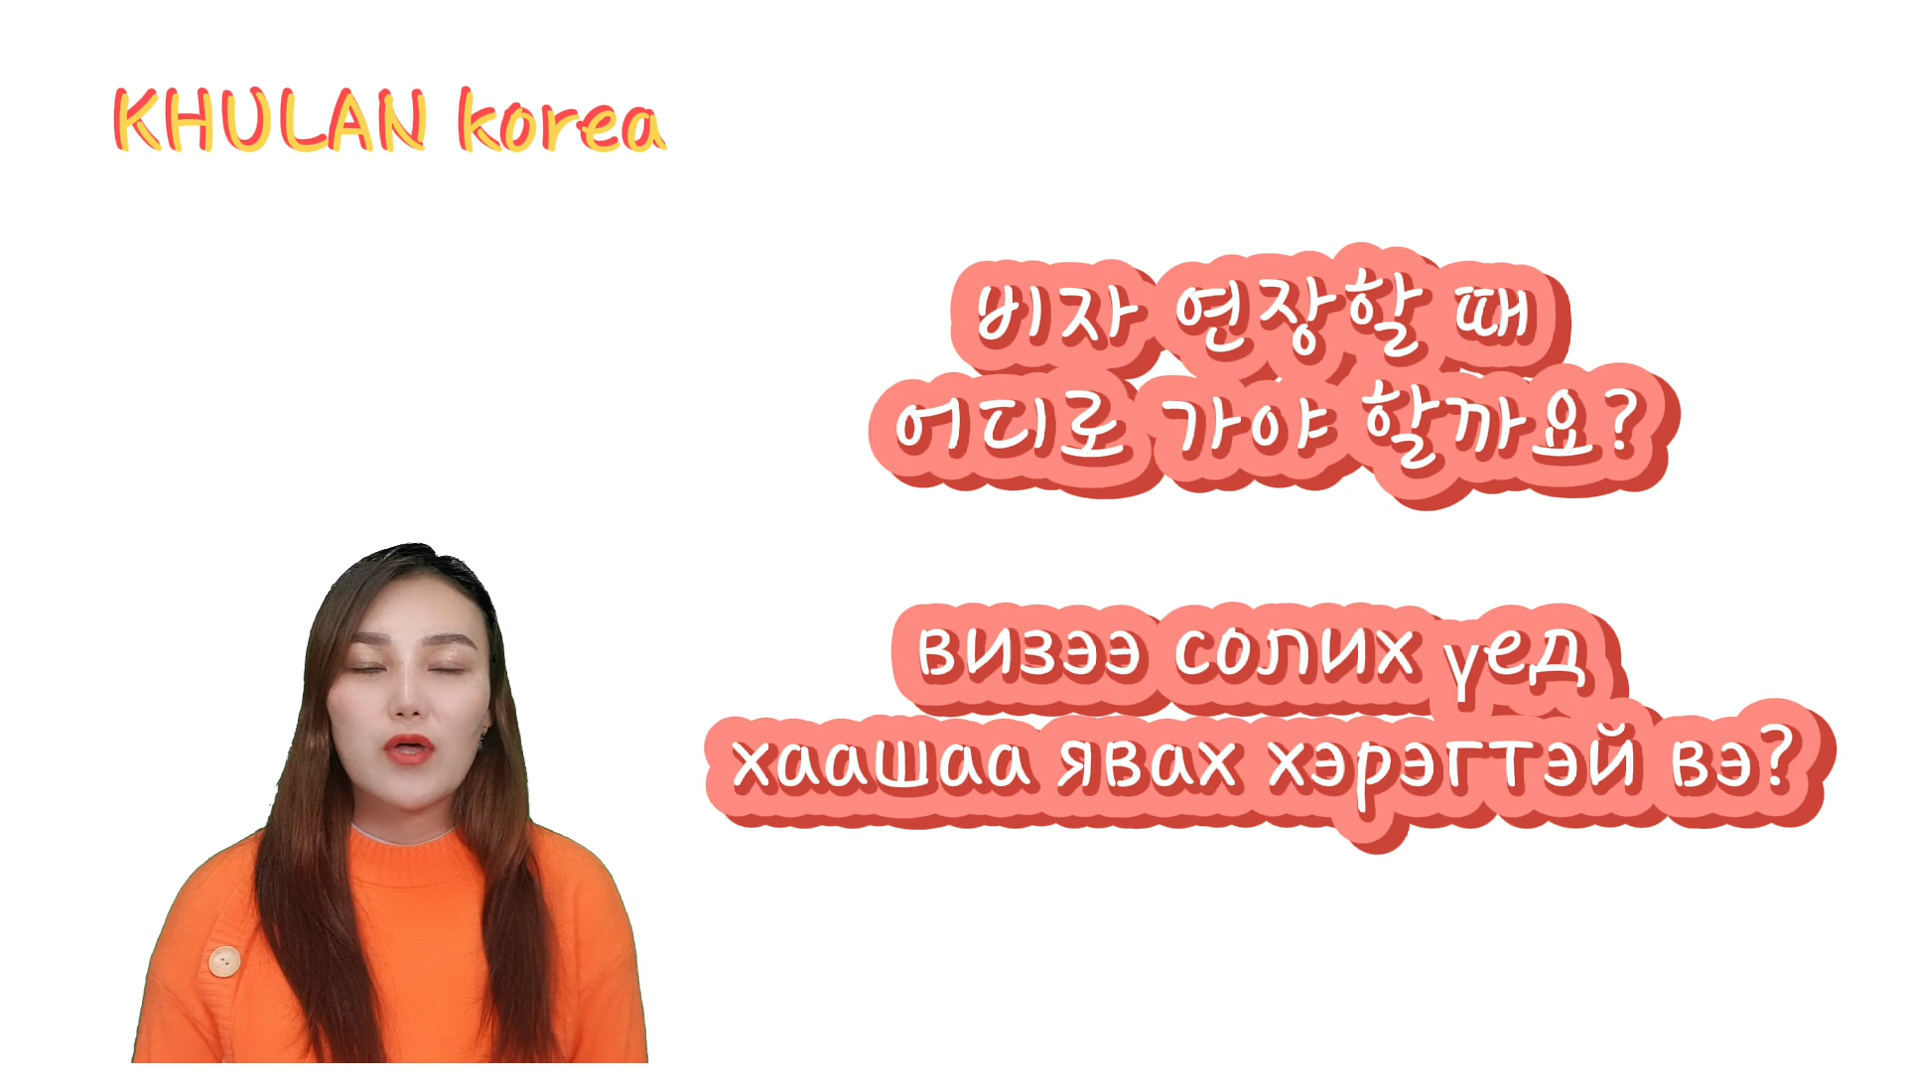 KHULAN korea
비자 연장할 때
어디로 가야 할까요?
визээ солих үед
хаашаа явах хэрэгтэй вэ?